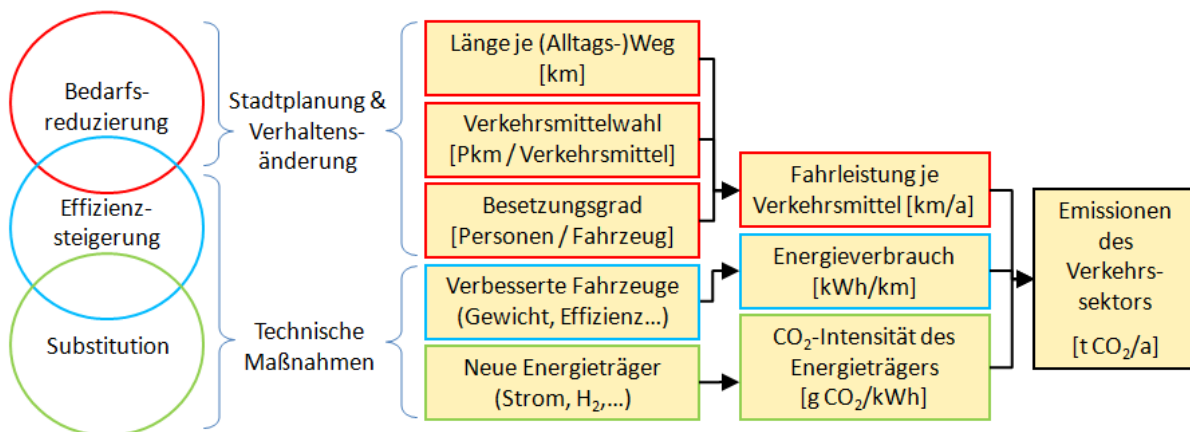 Bedarfs-
reduzierung
Effizienz-
steigerung
Substitution
Stadtplanung &
Verhaltens-
änderung
Technische
Maßnahmen
Länge je (Alltags-)Weg
[km]
Verkehrsmittelwahl
[Pkm / Verkehrsmittel]
Besetzungsgrad
[Personen / Fahrzeug]
Verbesserte Fahrzeuge
(Gewicht, Effizienz...)
Neue Energieträger
(Strom, H₂,...)
Fahrleistung je
Verkehrsmittel [km/a]
Energieverbrauch
[kWh/km]
CO₂-Intensität des
Energieträgers
[g CO₂/kWh]
Emissionen
des
Verkehrs-
sektors
[t CO₂/a]